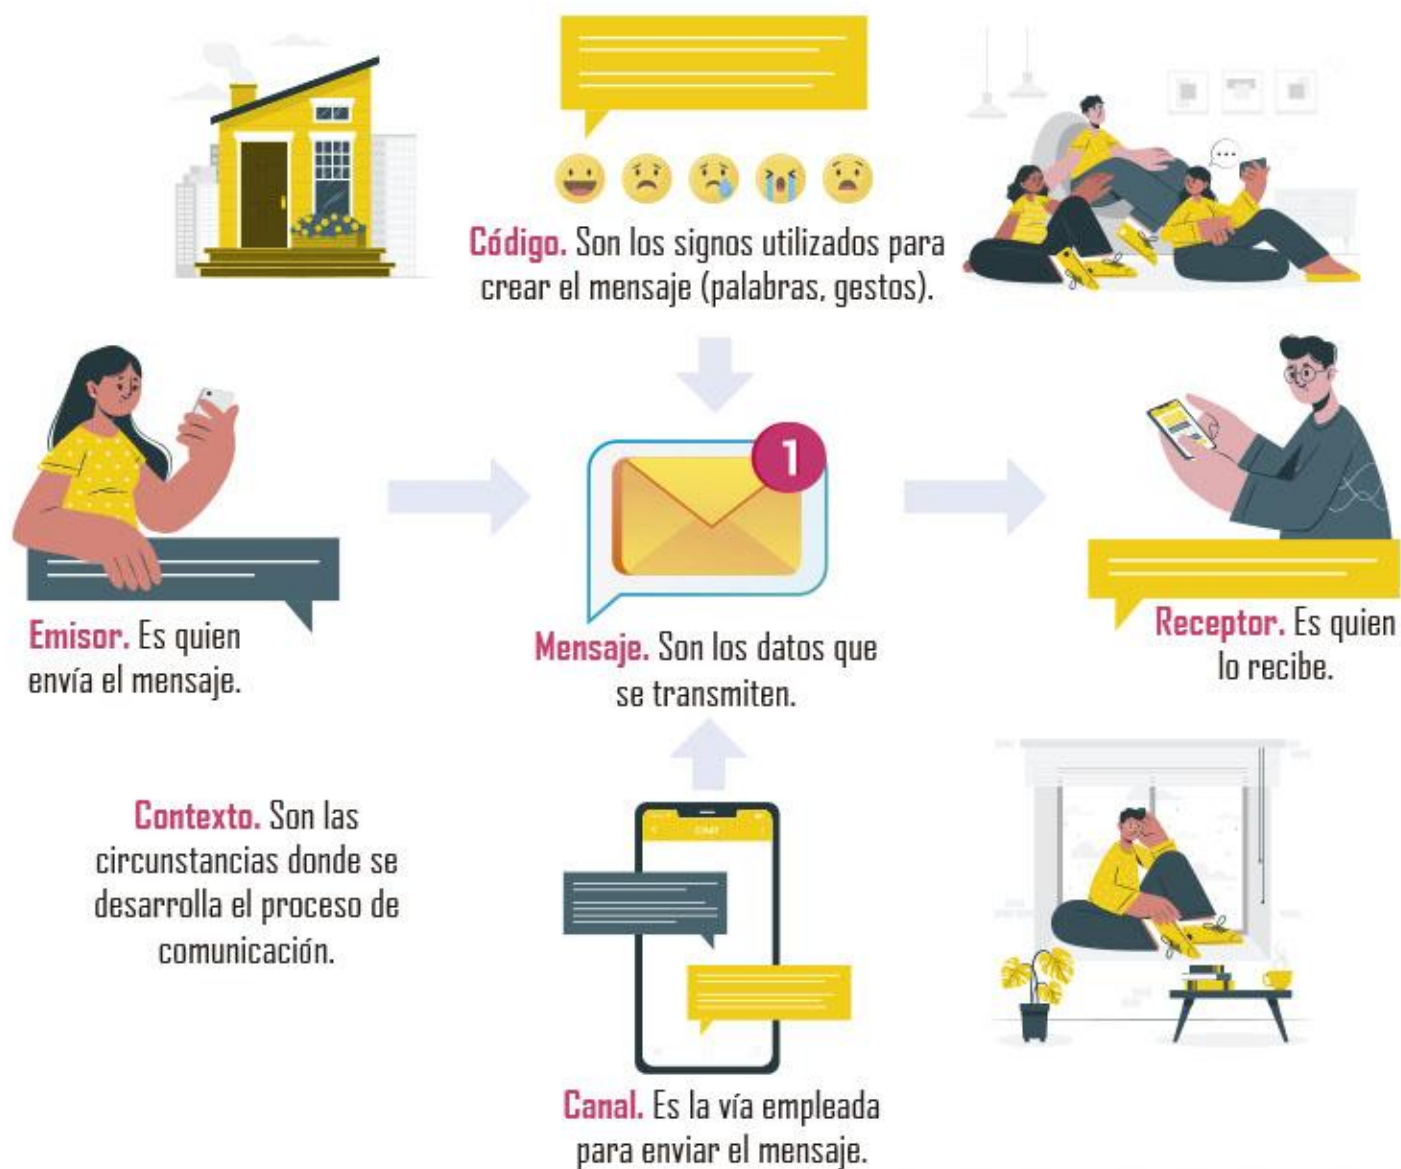 Código. Son los signos utilizados para
crear el mensaje (palabras, gestos).
1
Emisor. Es quien
envía el mensaje.
Mensaje. Son los datos que
se transmiten.
Receptor. Es quien
lo recibe.
Contexto. Son las
circunstancias donde se
desarrolla el proceso de
comunicación.
CHAT
Canal. Es la vía empleada
para enviar el mensaje.